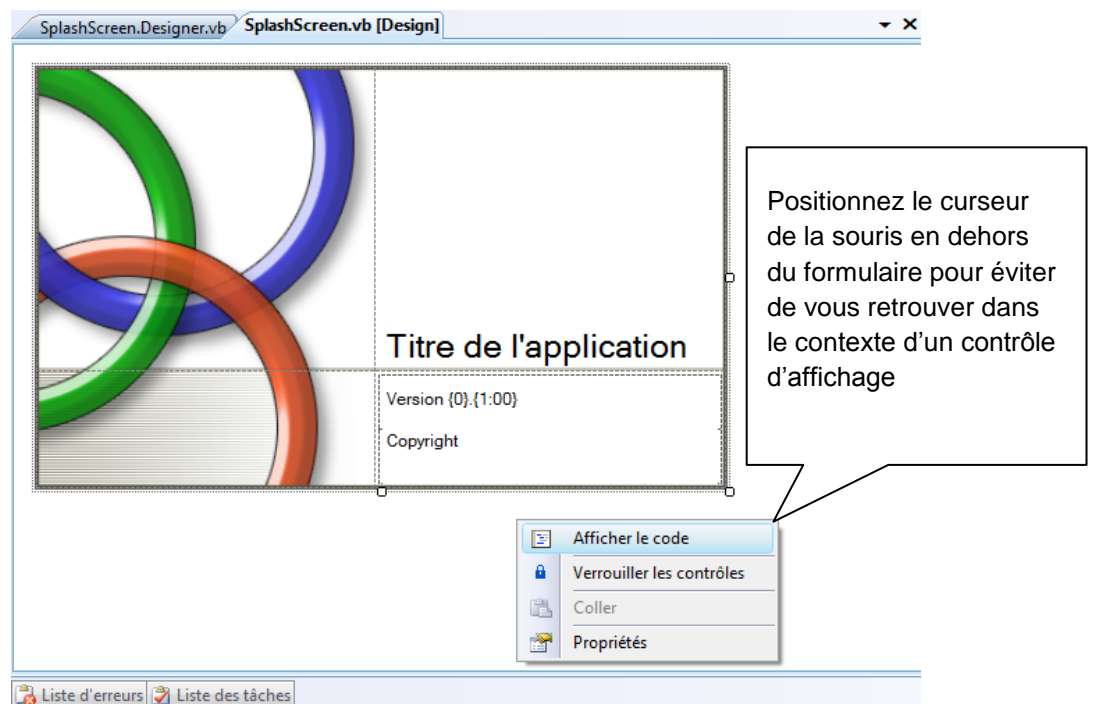 SplashScreen.Designer.vb SplashScreen.vb [Design]
Positionnez le curseur
de la souris en dehors
du formulaire pour éviter
de vous retrouver dans
le contexte d'un contrôle
d'affichage
Titre de l'application
Version {0}.{1:00}
Copyright
Afficher le code
Verrouiller les contrôles
Coller
Propriétés
Liste d'erreurs Liste des tâches